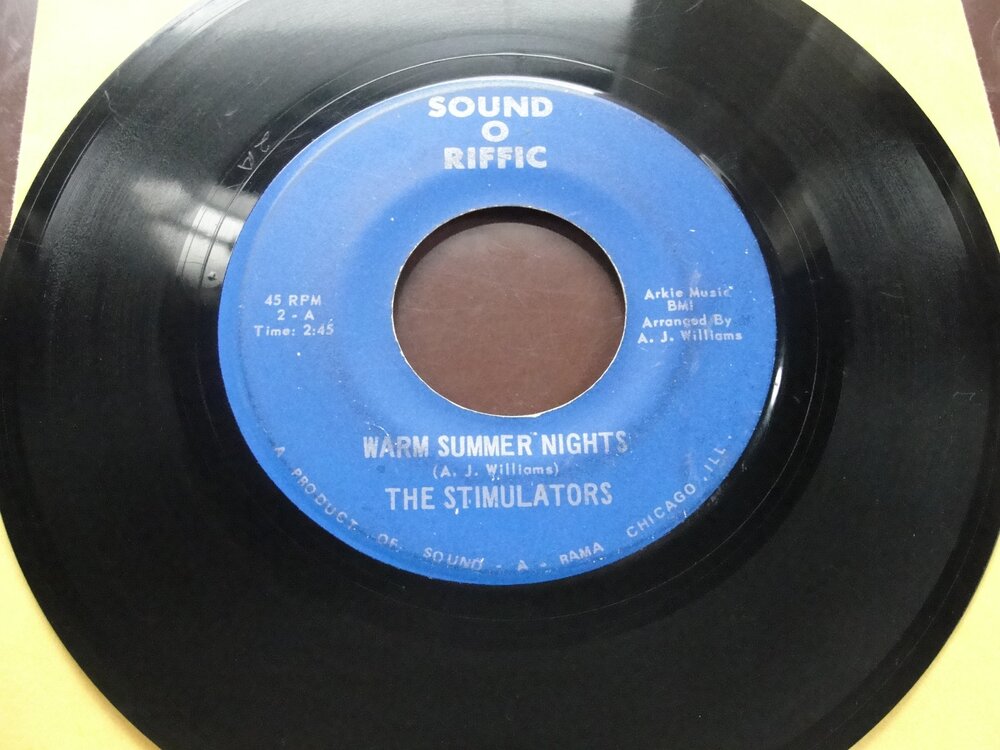 SOUND
O
RIFFIC
45 RPM
2 - A
Time: 2:45
Arkie Music
BMI
Arranged By
A. J. Williams
WARM SUMMER NIGHTS
(A. J. Williams)
THE STIMULATORS
A PRODUCT OF SOUND - A - RAMA CHICAGO, ILL
2A